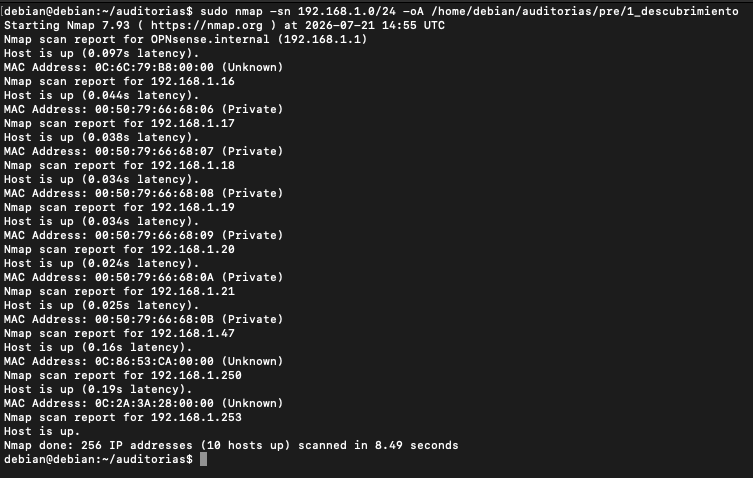 [debian@debian:~/auditorias$ sudo nmap -sn 192.168.1.0/24 -oA /home/debian/auditorias/pre/1_descubrimiento
Starting Nmap 7.93 ( https://nmap.org ) at 2026-07-21 14:55 UTC
Nmap scan report for OPNsense.internal (192.168.1.1)
Host is up (0.097s latency).
MAC Address: 0C:6C:79:B8:00:00 (Unknown)
Nmap scan report for 192.168.1.16
Host is up (0.044s latency).
MAC Address: 00:50:79:66:68:06 (Private)
Nmap scan report for 192.168.1.17
Host is up (0.038s latency).
MAC Address: 00:50:79:66:68:07 (Private)
Nmap scan report for 192.168.1.18
Host is up (0.034s latency).
MAC Address: 00:50:79:66:68:08 (Private)
Nmap scan report for 192.168.1.19
Host is up (0.034s latency).
MAC Address: 00:50:79:66:68:09 (Private)
Nmap scan report for 192.168.1.20
Host is up (0.024s latency).
MAC Address: 00:50:79:66:68:0A (Private)
Nmap scan report for 192.168.1.21
Host is up (0.025s latency).
MAC Address: 00:50:79:66:68:0B (Private)
Nmap scan report for 192.168.1.47
Host is up (0.16s latency).
MAC Address: 0C:86:53:CA:00:00 (Unknown)
Nmap scan report for 192.168.1.250
Host is up (0.19s latency).
MAC Address: 0C:2A:3A:28:00:00 (Unknown)
Nmap scan report for 192.168.1.253
Host is up.
Nmap done: 256 IP addresses (10 hosts up) scanned in 8.49 seconds
debian@debian:~/auditorias$